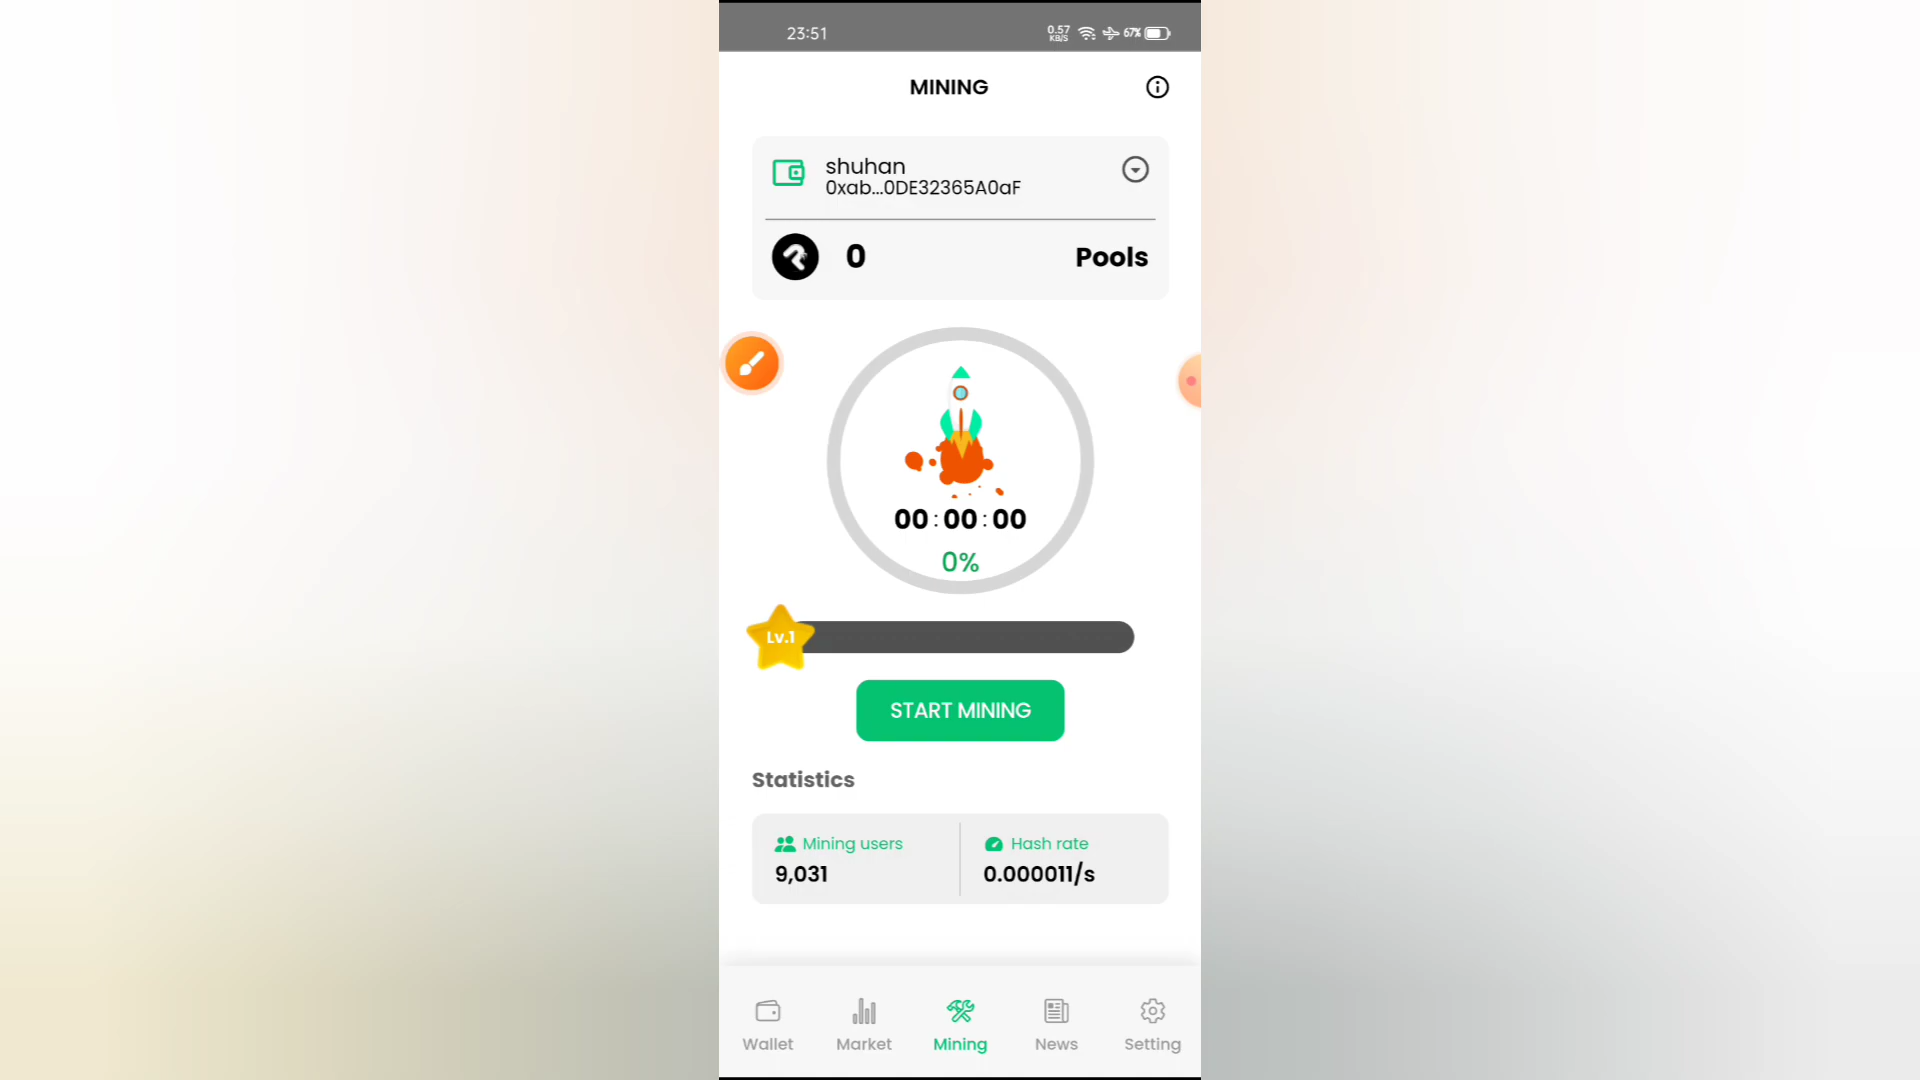 23:51
0.57
KB/S
67%
MINING
shuhan
0xab...0DE32365A0aF
0
Pools
00:00:00
0%
Lv.1
START MINING
Statistics
Mining users
9,031
Hash rate
0.000011/s
Wallet
Market
Mining
News
Setting